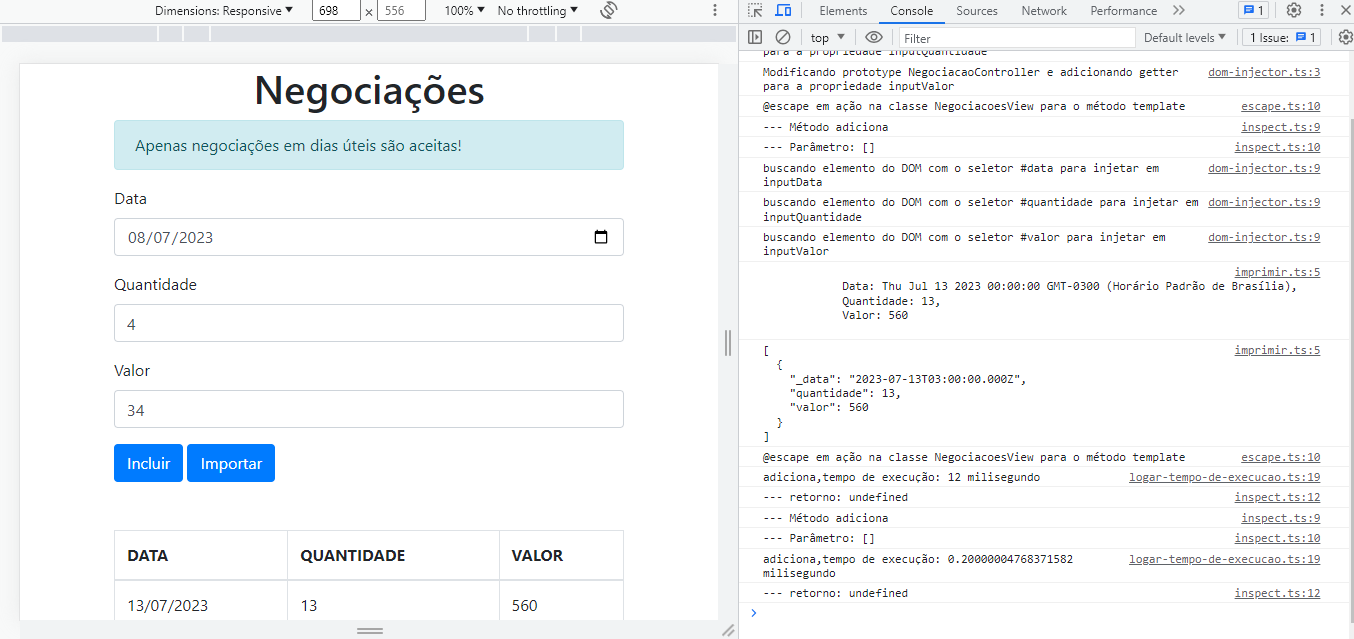 Dimensions: Responsive ▼ 698 × 556 100% ▼ No throttling ▼
Negociações
Apenas negociações em dias úteis são aceitas!
Data
08/07/2023
Quantidade
4
Valor
34
Incluir Importar
DATA QUANTIDADE VALOR
13/07/2023 13 560
Elements Console Sources Network Performance 1
top ▼ Filter Default levels ▼ 1 Issue: 1
para a propriedade inputQuantidade
Modificando prototype NegociacaoController e adicionando getter dom-injector.ts:3
para a propriedade inputValor
@escape em ação na classe NegociacoesView para o método template escape.ts:10
--- Método adiciona inspect.ts:9
--- Parâmetro: [] inspect.ts:10
buscando elemento do DOM com o seletor #data para injetar em dom-injector.ts:9
inputData
buscando elemento do DOM com o seletor #quantidade para injetar em dom-injector.ts:9
inputQuantidade
buscando elemento do DOM com o seletor #valor para injetar em dom-injector.ts:9
inputValor
imprimir.ts:5
Data: Thu Jul 13 2023 00:00:00 GMT-0300 (Horário Padrão de Brasília),
Quantidade: 13,
Valor: 560
[ imprimir.ts:5
{
"_data": "2023-07-13T03:00:00.000Z",
"quantidade": 13,
"valor": 560
}
]
@escape em ação na classe NegociacoesView para o método template escape.ts:10
adiciona,tempo de execução: 12 milisegundo logar-tempo-de-execucao.ts:19
--- retorno: undefined inspect.ts:12
--- Método adiciona inspect.ts:9
--- Parâmetro: [] inspect.ts:10
adiciona,tempo de execução: 0.20000004768371582 logar-tempo-de-execucao.ts:19
milisegundo
--- retorno: undefined inspect.ts:12